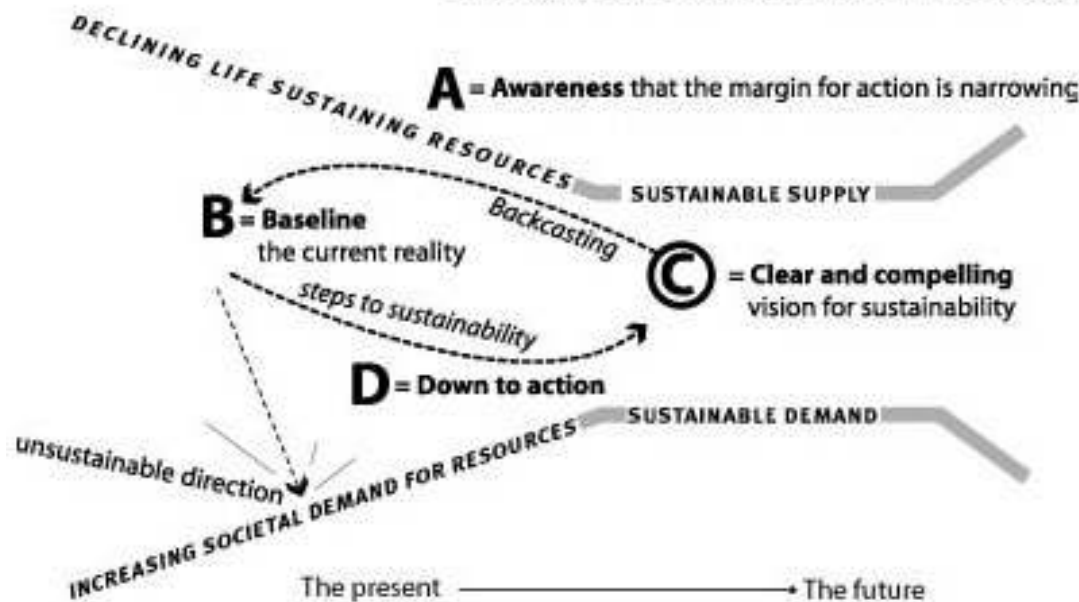 DECLINING LIFE SUSTAINING RESOURCES
A = Awareness that the margin for action is narrowing
SUSTAINABLE SUPPLY
Backcasting
B = Baseline
the current reality
C = Clear and compelling
vision for sustainability
steps to sustainability
D = Down to action
SUSTAINABLE DEMAND
unsustainable direction
INCREASING SOCIETAL DEMAND FOR RESOURCES
The present
The future